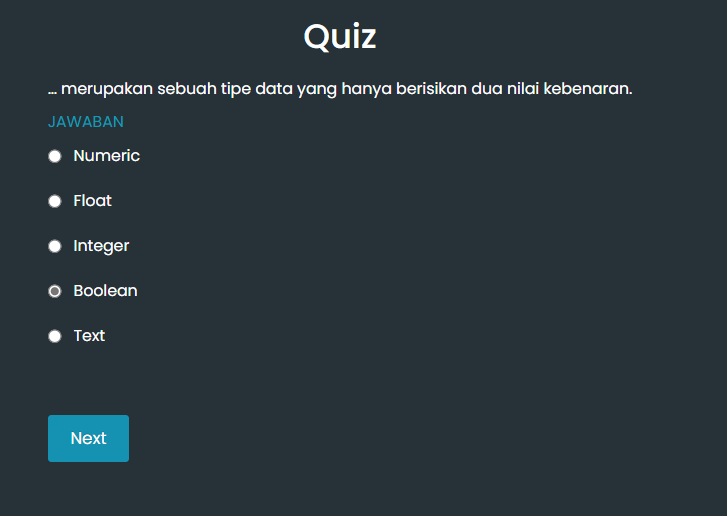 Quiz
... merupakan sebuah tipe data yang hanya berisikan dua nilai kebenaran.
JAWABAN
Numeric
Float
Integer
Boolean
Text
Next